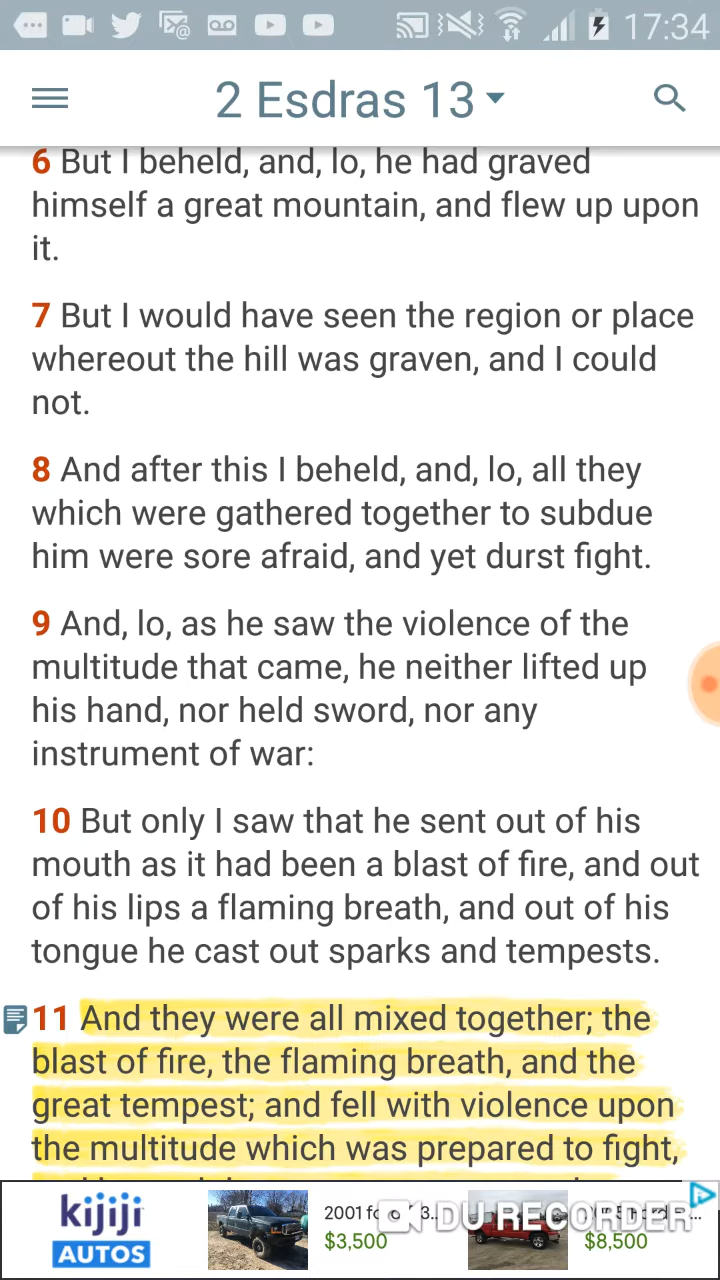 17:34
2 Esdras 13
6 But I beheld, and, lo, he had graved
himself a great mountain, and flew up upon
it.
7 But I would have seen the region or place
whereout the hill was graven, and I could
not.
8 And after this I beheld, and, lo, all they
which were gathered together to subdue
him were sore afraid, and yet durst fight.
9 And, lo, as he saw the violence of the
multitude that came, he neither lifted up
his hand, nor held sword, nor any
instrument of war:
10 But only I saw that he sent out of his
mouth as it had been a blast of fire, and out
of his lips a flaming breath, and out of his
tongue he cast out sparks and tempests.
11 And they were all mixed together; the
blast of fire, the flaming breath, and the
great tempest; and fell with violence upon
the multitude which was prepared to fight,
kijiji
AUTOS
2001
$3,500
DU RECORDER
$8,500